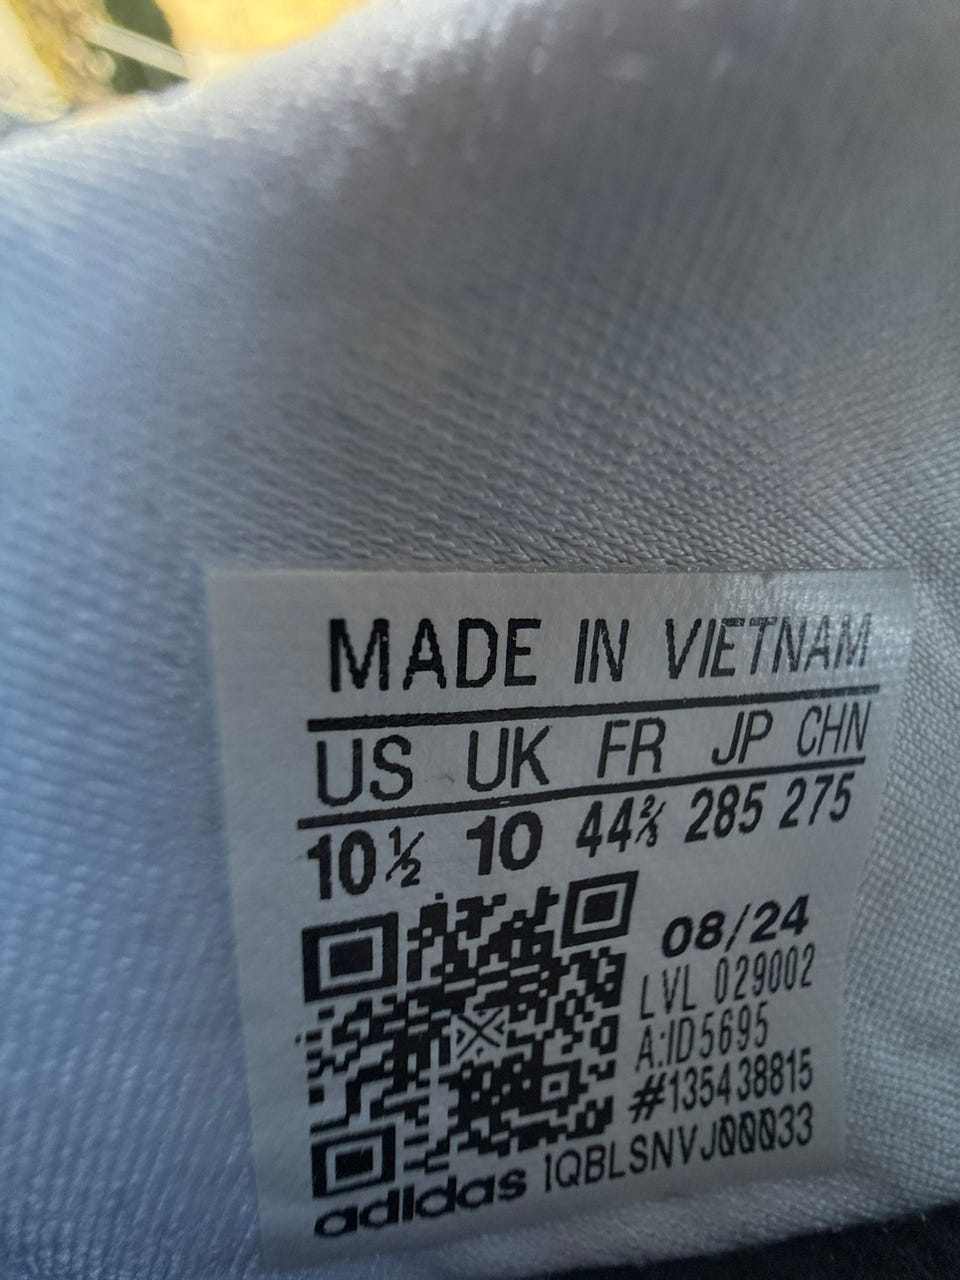 MADE IN VIETNAM
US UK FR JP CHN
10½ 10 44⅔ 285 275
08/24
LVL 029002
A:ID5695
#135438815
adidas 1QBLSNVJ00033